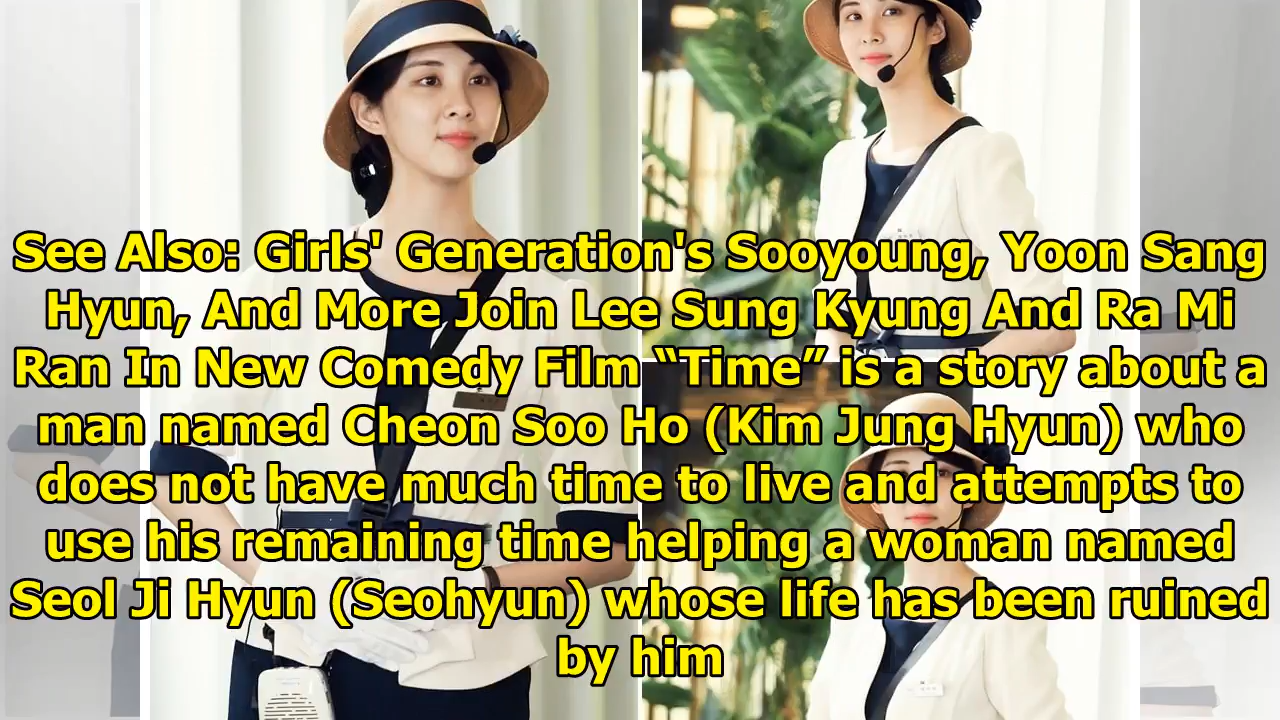 See Also: Girls' Generation's Sooyoung, Yoon Sang
Hyun, And More Join Lee Sung Kyung And Ra Mi
Ran In New Comedy Film “Time” is a story about a
man named Cheon Soo Ho (Kim Jung Hyun) who
does not have much time to live and attempts to
use his remaining time helping a woman named
Seol Ji Hyun (Seohyun) whose life has been ruined
by him